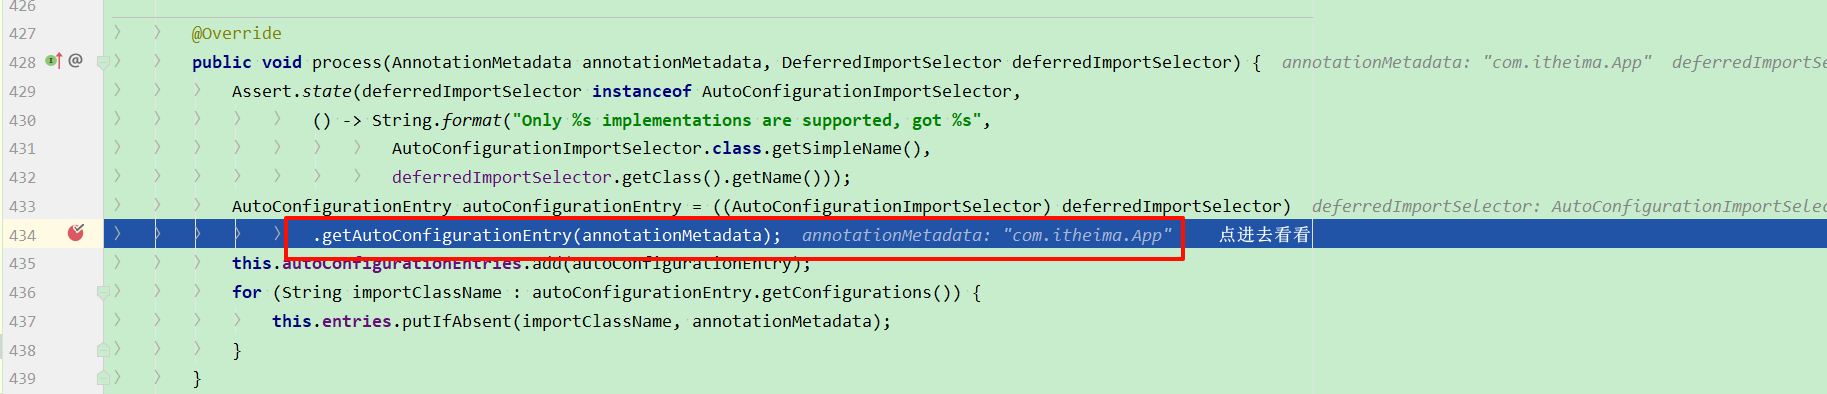 426
427 @Override
428 @ public void process(AnnotationMetadata annotationMetadata, DeferredImportSelector deferredImportSelector) { annotationMetadata: "com.itheima.App" deferredImportSe
429 Assert.state(deferredImportSelector instanceof AutoConfigurationImportSelector,
430 () -> String.format("Only %s implementations are supported, got %s",
431 AutoConfigurationImportSelector.class.getSimpleName(),
432 deferredImportSelector.getClass().getName()));
433 AutoConfigurationEntry autoConfigurationEntry = ((AutoConfigurationImportSelector) deferredImportSelector) deferredImportSelector: AutoConfigurationImportSelec
434 .getAutoConfigurationEntry(annotationMetadata); annotationMetadata: "com.itheima.App" 点进去看看
435 this.autoConfigurationEntries.add(autoConfigurationEntry);
436 for (String importClassName : autoConfigurationEntry.getConfigurations()) {
437 this.entries.putIfAbsent(importClassName, annotationMetadata);
438 }
439 }